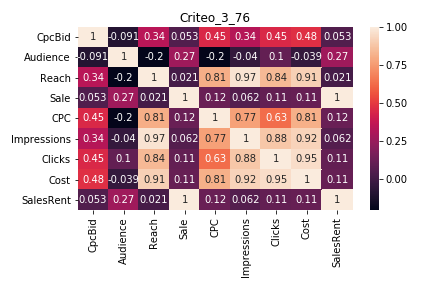 Criteo_3_76
CpcBid 1 -0.091 0.34 0.053 0.45 0.34 0.45 0.48 0.053
Audience -0.091 1 -0.2 0.27 -0.2 -0.04 0.1 -0.039 0.27
Reach 0.34 -0.2 1 0.021 0.81 0.97 0.84 0.91 0.021
Sale 0.053 0.27 0.021 1 0.12 0.062 0.11 0.11 1
CPC 0.45 -0.2 0.81 0.12 1 0.77 0.63 0.81 0.12
Impressions 0.34 -0.04 0.97 0.062 0.77 1 0.88 0.92 0.062
Clicks 0.45 0.1 0.84 0.11 0.63 0.88 1 0.95 0.11
Cost 0.48 -0.039 0.91 0.11 0.81 0.92 0.95 1 0.11
SalesRent 0.053 0.27 0.021 1 0.12 0.062 0.11 0.11 1
CpcBid Audience Reach Sale CPC Impressions Clicks Cost SalesRent
1.00
0.75
0.50
0.25
0.00